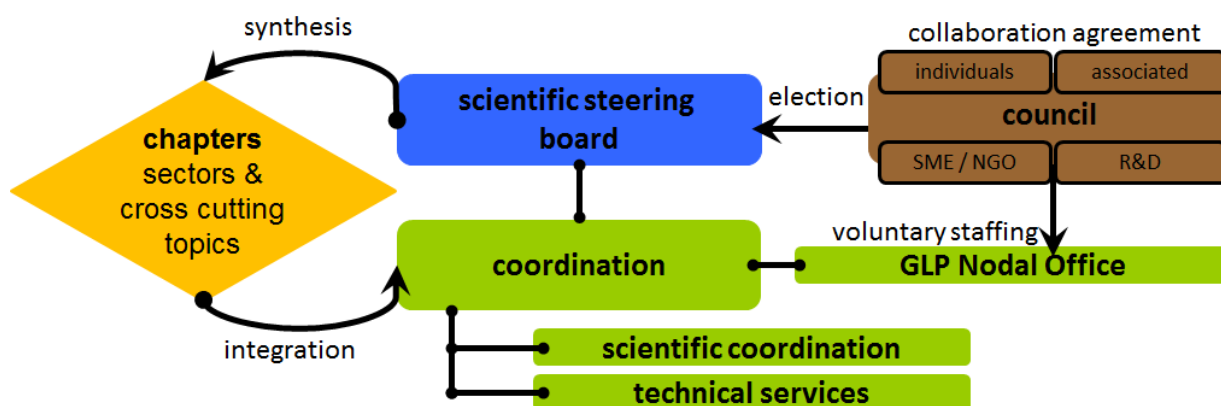 synthesis
collaboration agreement
individuals
associated
scientific steering
board
election
council
chapters
sectors &
cross cutting
topics
SME / NGO
R&D
voluntary staffing
coordination
GLP Nodal Office
integration
scientific coordination
technical services